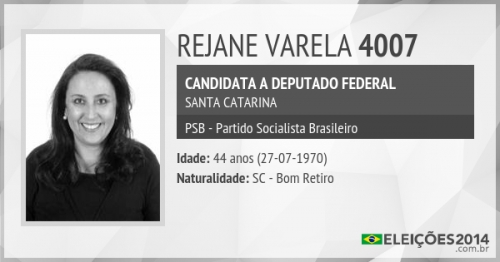 REJANE VARELA 4007
CANDIDATA A DEPUTADO FEDERAL
SANTA CATARINA
PSB - Partido Socialista Brasileiro
Idade: 44 anos (27-07-1970)
Naturalidade: SC - Bom Retiro
ELEIÇÕES2014
.com.br